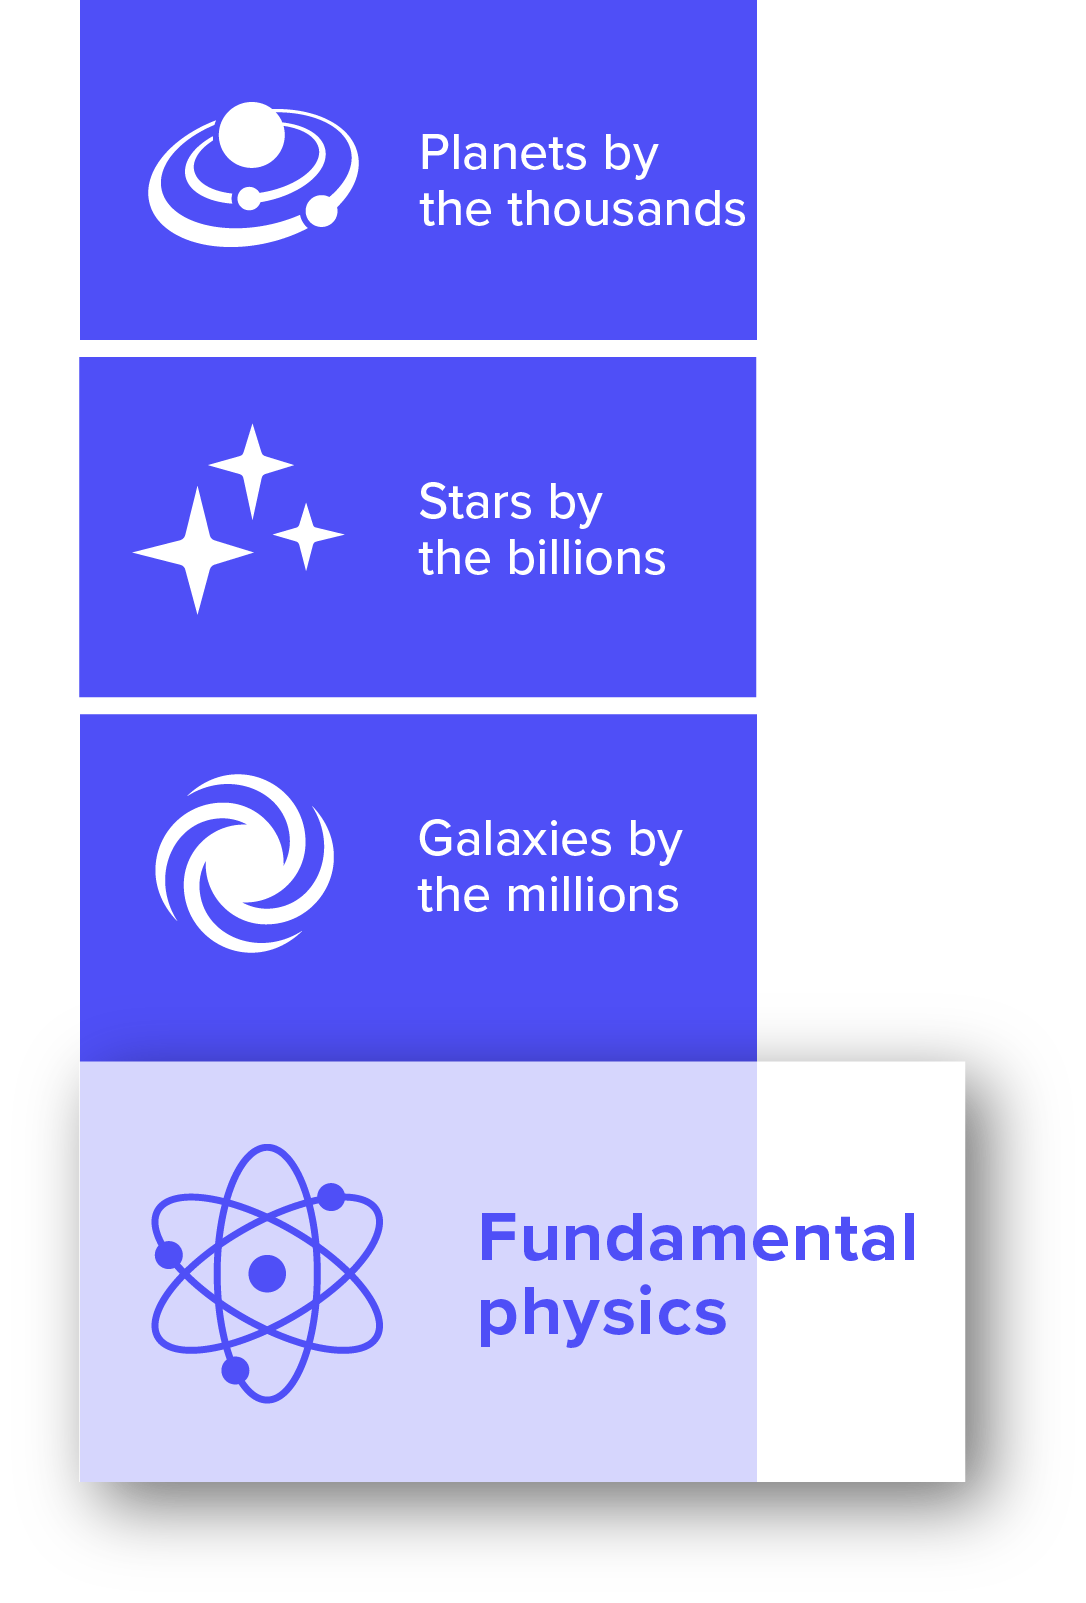 Planets by
the thousands
Stars by
the billions
Galaxies by
the millions
Fundamental
physics